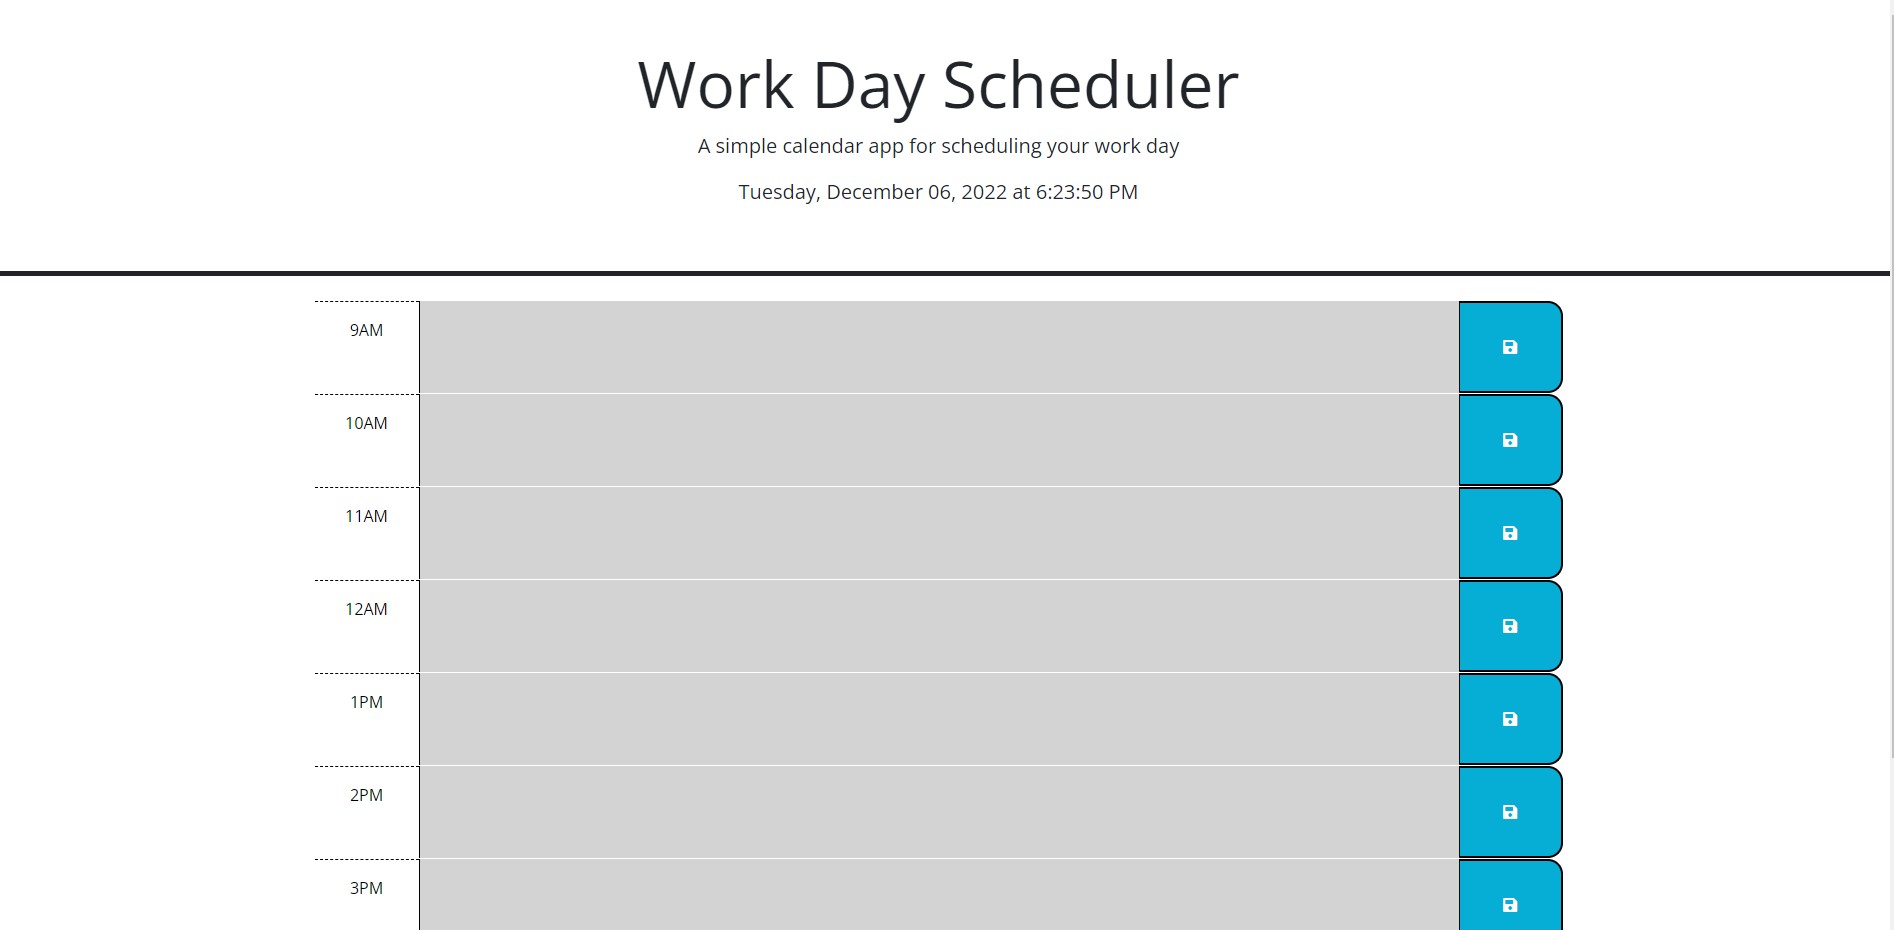 Work Day Scheduler
A simple calendar app for scheduling your work day
Tuesday, December 06, 2022 at 6:23:50 PM
9AM
10AM
11AM
12AM
1PM
2PM
3PM